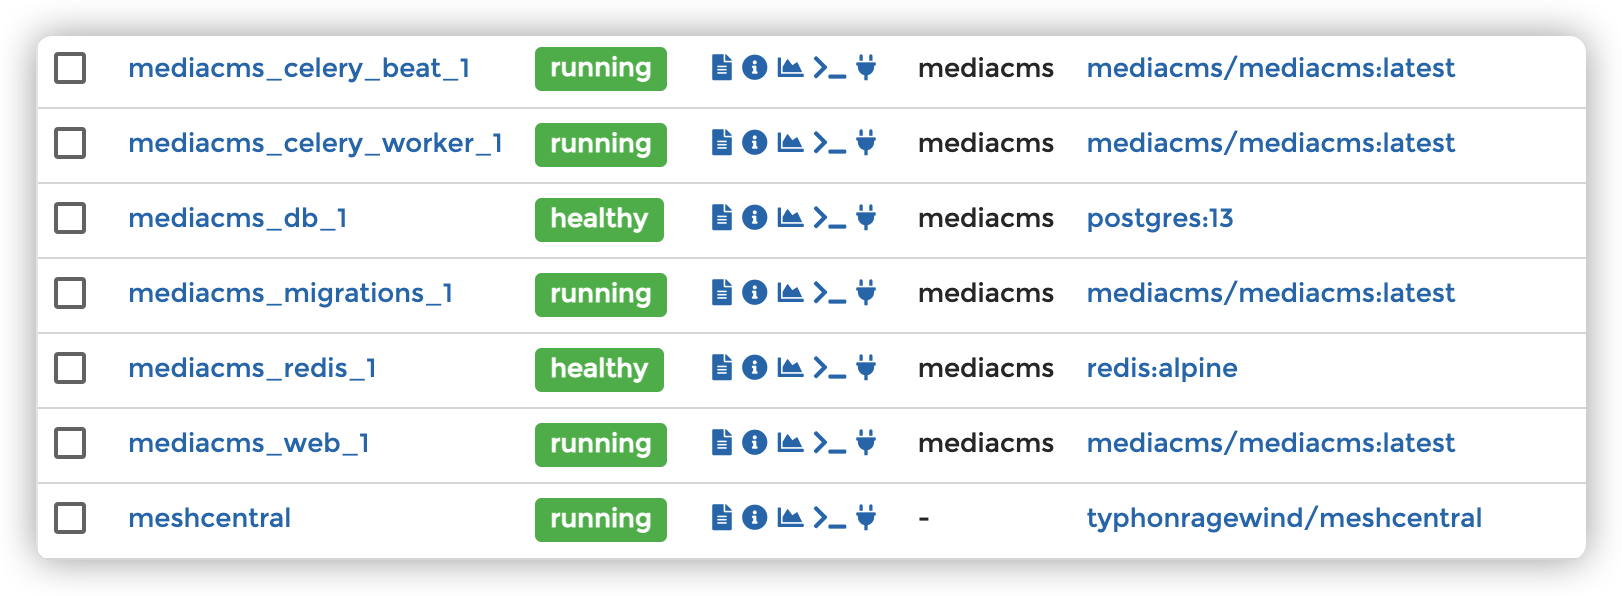 mediacms_celery_beat_1 running mediacms mediacms/mediacms:latest
mediacms_celery_worker_1 running mediacms mediacms/mediacms:latest
mediacms_db_1 healthy mediacms postgres:13
mediacms_migrations_1 running mediacms mediacms/mediacms:latest
mediacms_redis_1 healthy mediacms redis:alpine
mediacms_web_1 running mediacms mediacms/mediacms:latest
meshcentral running - typhonragewind/meshcentral